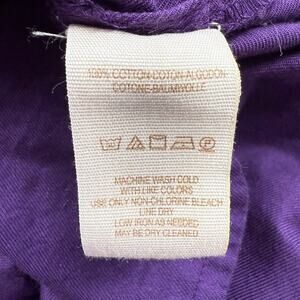 100% COTTON-COTON-ALGODON
COTONE-BAUMWOLLE
MACHINE WASH COLD
WITH LIKE COLORS
USE ONLY NON-CHLORINE BLEACH
LINE DRY
LOW IRON AS NEEDED
MAY BE DRY CLEANED